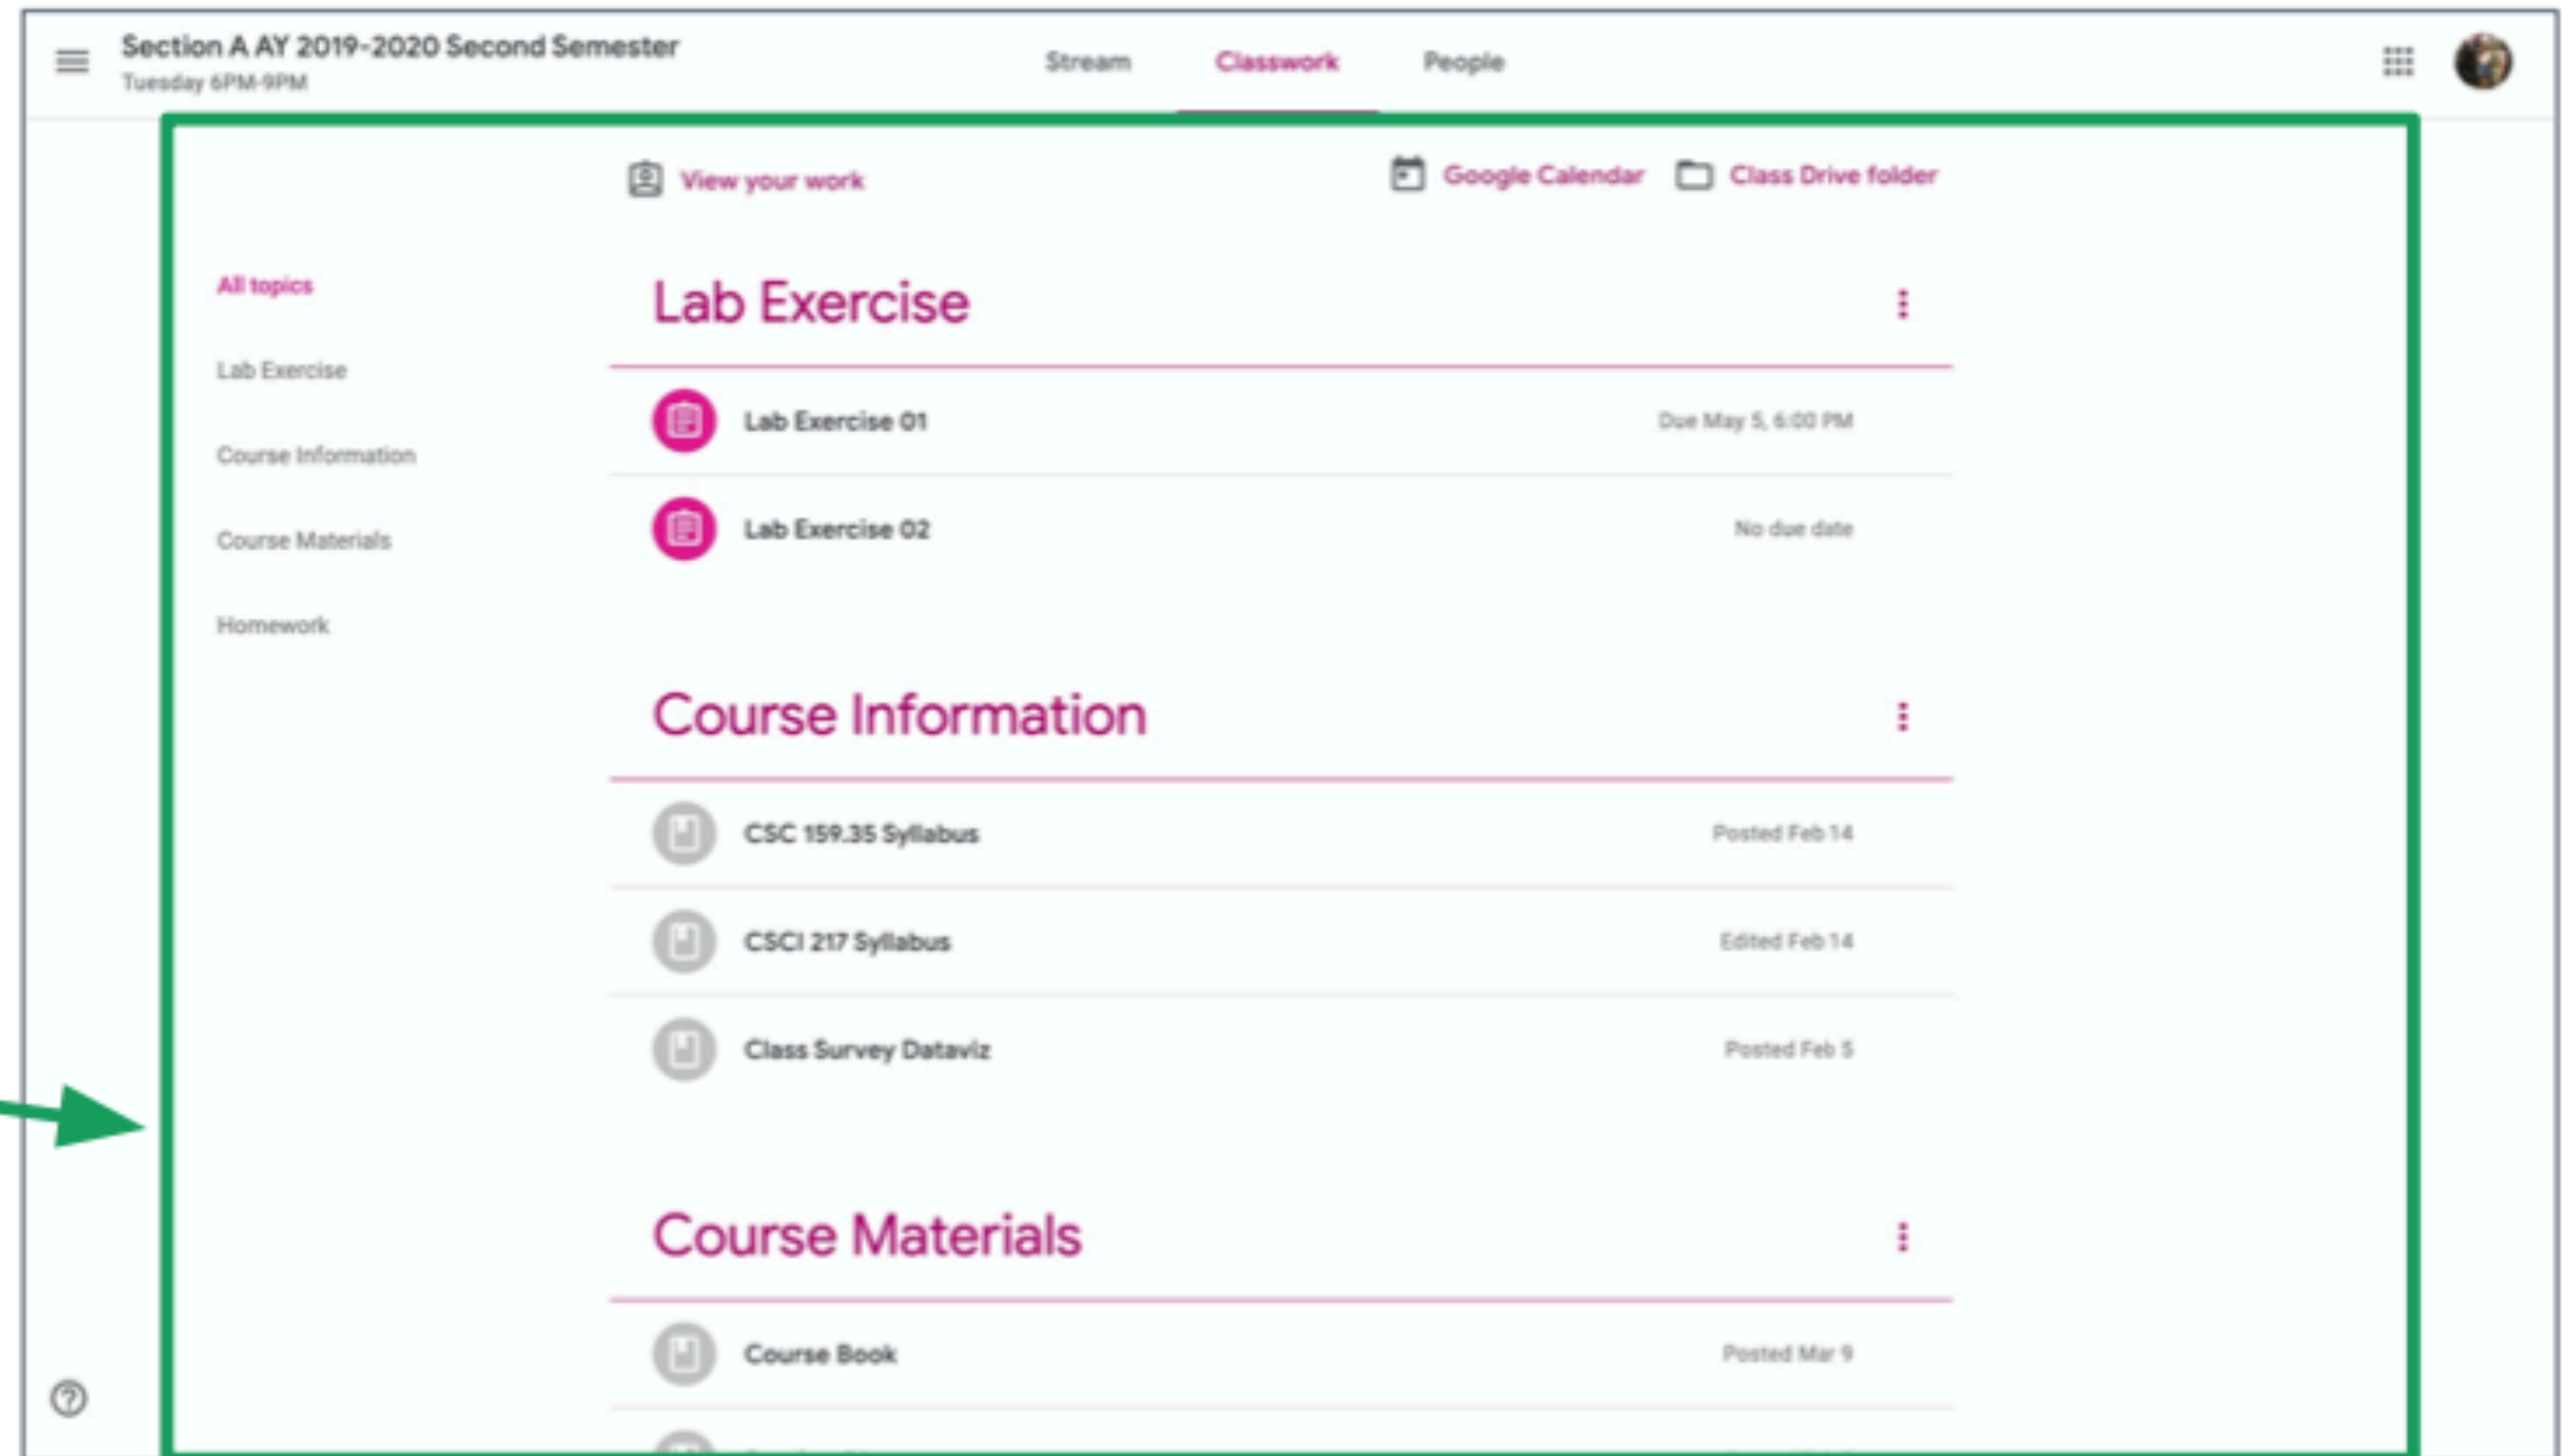 Section A AY 2019-2020 Second Semester
Tuesday 6PM-9PM
Stream Classwork People
View your work
Google Calendar Class Drive folder
All topics
Lab Exercise
Course Information
Course Materials
Homework
Lab Exercise
Lab Exercise 01 Due May 5, 6:00 PM
Lab Exercise 02 No due date
Course Information
CSC 159.35 Syllabus Posted Feb 14
CSCI 217 Syllabus Edited Feb 14
Class Survey Dataviz Posted Feb 5
Course Materials
Course Book Posted Mar 9